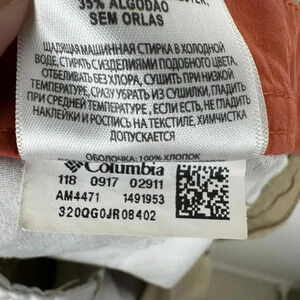 35% ALGODÃO
SEM ORLAS
ЩАДЯЩАЯ МАШИННАЯ СТИРКА В ХОЛОДНОЙ
ВОДЕ, СТИРАТЬ С ИЗДЕЛИЯМИ ПОДОБНОГО ЦВЕТА,
ОТБЕЛИВАТЬ БЕЗ ХЛОРА, СУШИТЬ ПРИ НИЗКОЙ
ТЕМПЕРАТУРЕ, СРАЗУ УБРАТЬ ИЗ СУШИЛКИ, ГЛАДИТЬ
ПРИ СРЕДНЕЙ ТЕМПЕРАТУРЕ, ЕСЛИ ЕСТЬ, НЕ ГЛАДИТЬ
НАКЛЕЙКИ И РОСПИСЬ НА ТЕКСТИЛЕ, ХИМЧИСТКА
ДОПУСКАЕТСЯ
ОБОЛОЧКА: 100% ХЛОПОК
Columbia
118 0917 02911
AM4471 1491953
320QG0JR0B402